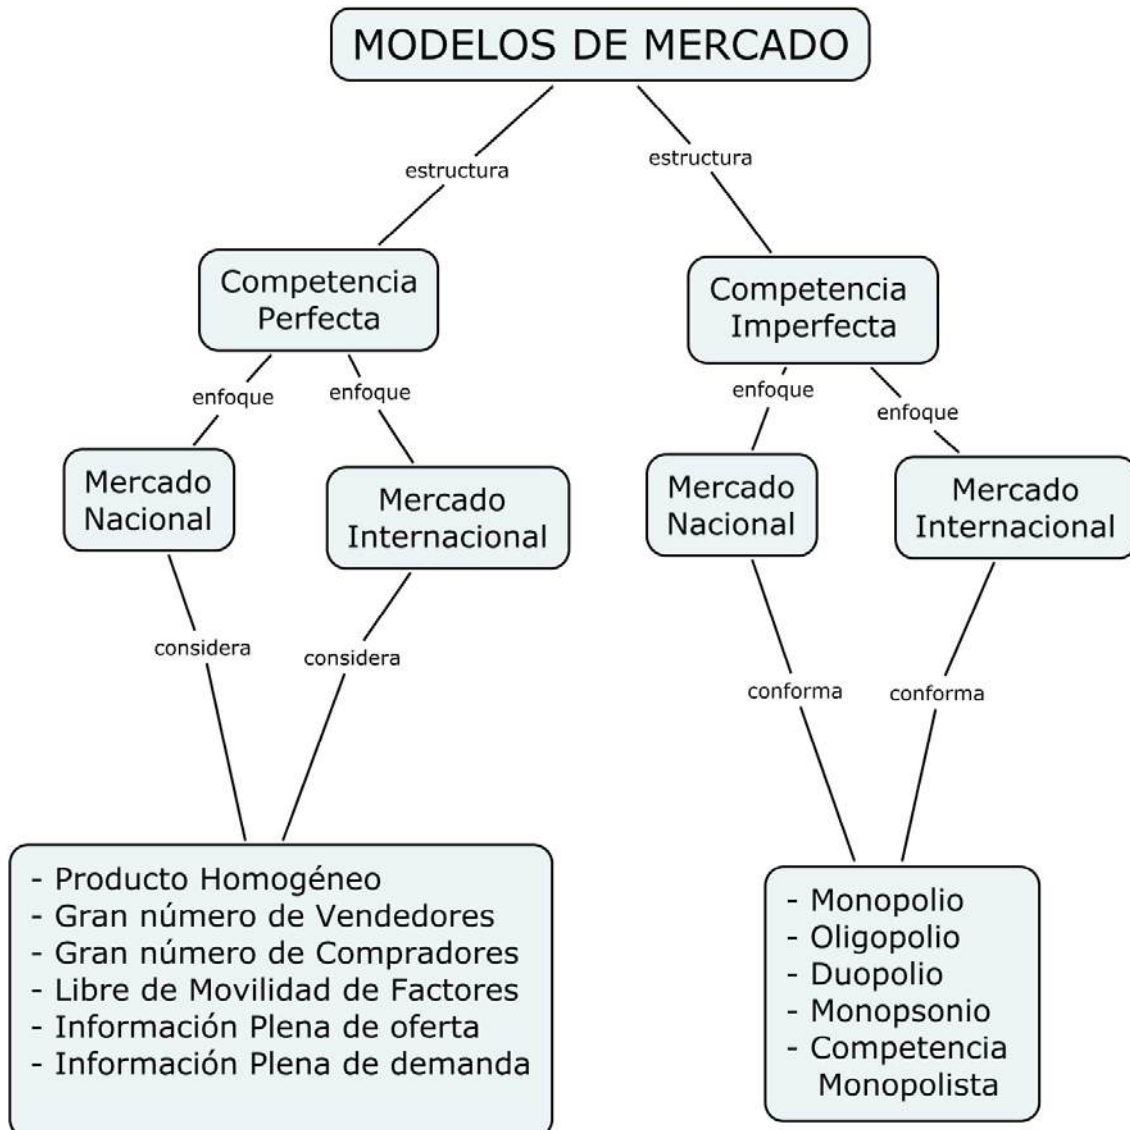 MODELOS DE MERCADO
estructura
estructura
Competencia
Perfecta
Competencia
Imperfecta
enfoque
enfoque
enfoque
enfoque
Mercado
Nacional
Mercado
Internacional
Mercado
Nacional
Mercado
Internacional
considera
considera
conforma
conforma
- Producto Homogéneo
- Gran número de Vendedores
- Gran número de Compradores
- Libre de Movilidad de Factores
- Información Plena de oferta
- Información Plena de demanda
- Monopolio
- Oligopolio
- Duopolio
- Monopsonio
- Competencia
Monopolista